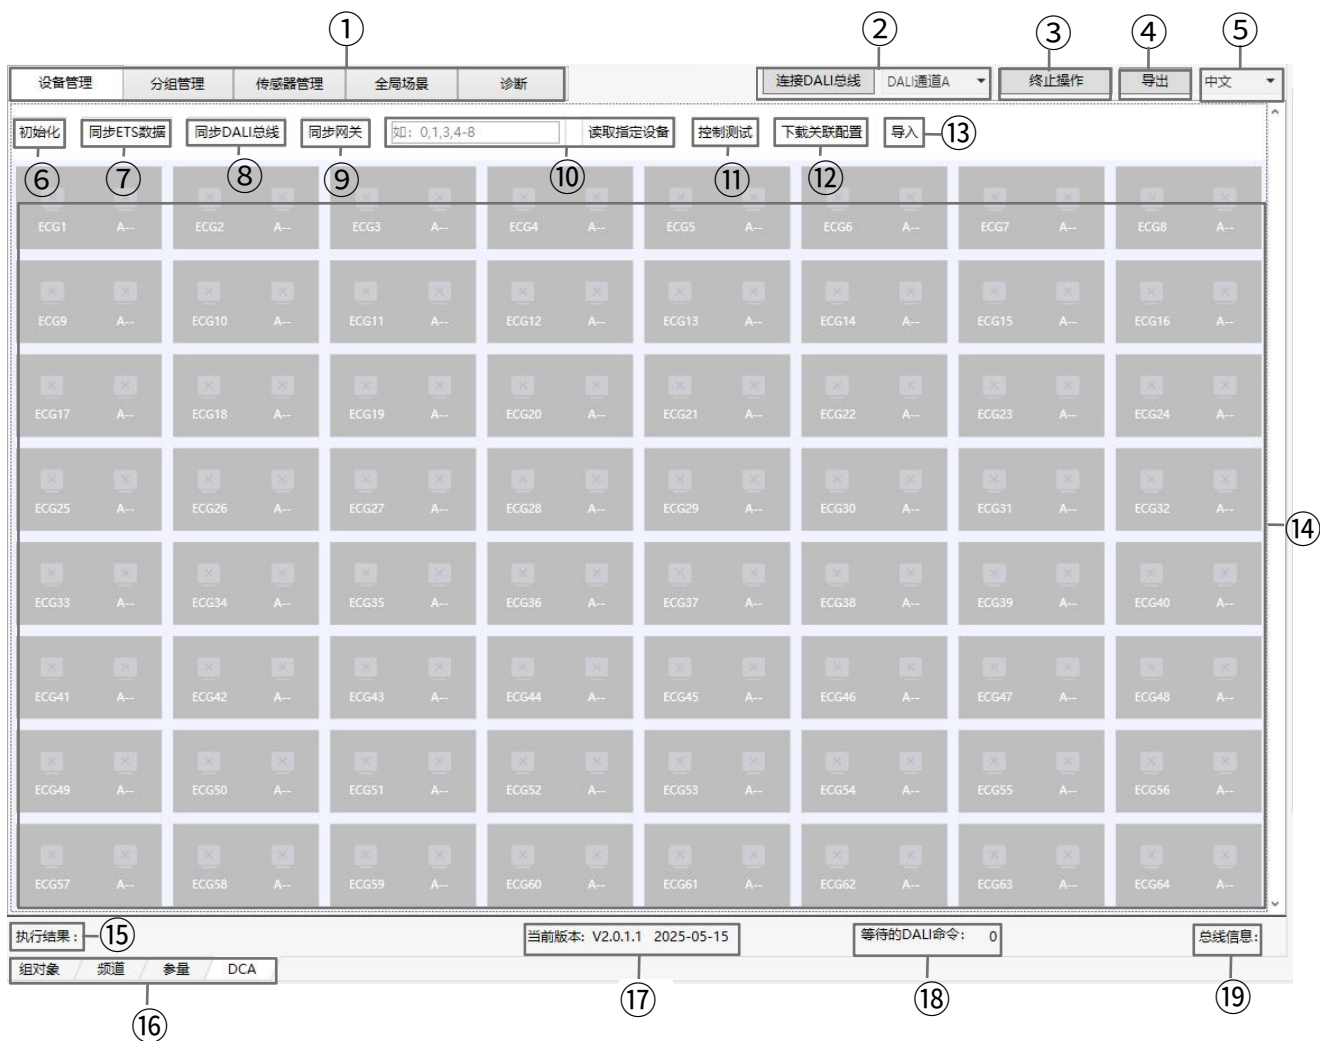 ① ② ③ ④ ⑤
设备管理 分组管理 传感器管理 全局场景 诊断 连接DALI总线 DALI通道A 终止操作 导出 中文
初始化 同步ETS数据 同步DALI总线 同步网关 如: 0,1,3,4-8 读取指定设备 控制测试 下载关联配置 导入 ⑬
⑥ ⑦ ⑧ ⑨ ⑩ ⑪ ⑫
ECG1 A-- ECG2 A-- ECG3 A-- ECG4 A-- ECG5 A-- ECG6 A-- ECG7 A-- ECG8 A--
ECG9 A-- ECG10 A-- ECG11 A-- ECG12 A-- ECG13 A-- ECG14 A-- ECG15 A-- ECG16 A--
ECG17 A-- ECG18 A-- ECG19 A-- ECG20 A-- ECG21 A-- ECG22 A-- ECG23 A-- ECG24 A--
ECG25 A-- ECG26 A-- ECG27 A-- ECG28 A-- ECG29 A-- ECG30 A-- ECG31 A-- ECG32 A--
⑭
ECG33 A-- ECG34 A-- ECG35 A-- ECG36 A-- ECG37 A-- ECG38 A-- ECG39 A-- ECG40 A--
ECG41 A-- ECG42 A-- ECG43 A-- ECG44 A-- ECG45 A-- ECG46 A-- ECG47 A-- ECG48 A--
ECG49 A-- ECG50 A-- ECG51 A-- ECG52 A-- ECG53 A-- ECG54 A-- ECG55 A-- ECG56 A--
ECG57 A-- ECG58 A-- ECG59 A-- ECG60 A-- ECG61 A-- ECG62 A-- ECG63 A-- ECG64 A--
执行结果: ⑮ 当前版本: V2.0.1.1 2025-05-15 等待的DALI命令: 0 总线信息:
组对象 频道 参量 DCA
⑯ ⑰ ⑱ ⑲